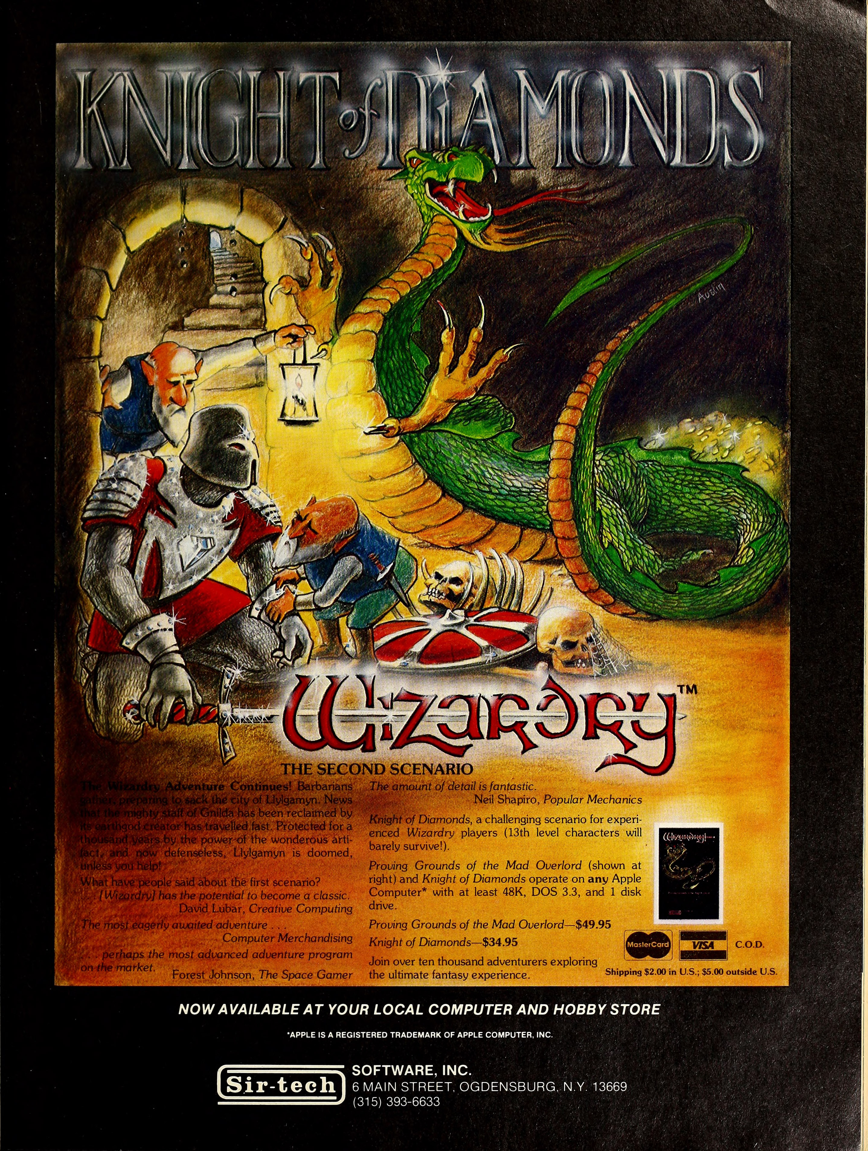 KNIGHT of DIAMONDS
Austin
Wizardry™
THE SECOND SCENARIO
The Wizardry Adventure Continues! Barbarians
gather, preparing to sack the city of Llylgamyn. News
that the mighty staff of Gnilda has been reclaimed by
its earthgod creator has travelled fast. Protected for a
thousand years by the power of the wonderous arti-
fact, and now defenseless, Llylgamyn is doomed,
unless you help!
What have people said about the first scenario?
[Wizardry] has the potential to become a classic.
David Lubar, Creative Computing
The most eagerly awaited adventure . . .
Computer Merchandising
. . . perhaps the most advanced adventure program
on the market.
Forest Johnson, The Space Gamer
The amount of detail is fantastic.
Neil Shapiro, Popular Mechanics
Knight of Diamonds, a challenging scenario for experi-
enced Wizardry players (13th level characters will
barely survive!).
Proving Grounds of the Mad Overlord (shown at
right) and Knight of Diamonds operate on any Apple
Computer* with at least 48K, DOS 3.3, and 1 disk
drive.
Proving Grounds of the Mad Overlord—$49.95
Knight of Diamonds—$34.95
Join over ten thousand adventurers exploring
the ultimate fantasy experience.
Wizardry
MasterCard VISA C.O.D.
Shipping $2.00 in U.S.; $5.00 outside U.S.
NOW AVAILABLE AT YOUR LOCAL COMPUTER AND HOBBY STORE
*APPLE IS A REGISTERED TRADEMARK OF APPLE COMPUTER, INC.
Sir-tech SOFTWARE, INC.
6 MAIN STREET, OGDENSBURG, N.Y. 13669
(315) 393-6633